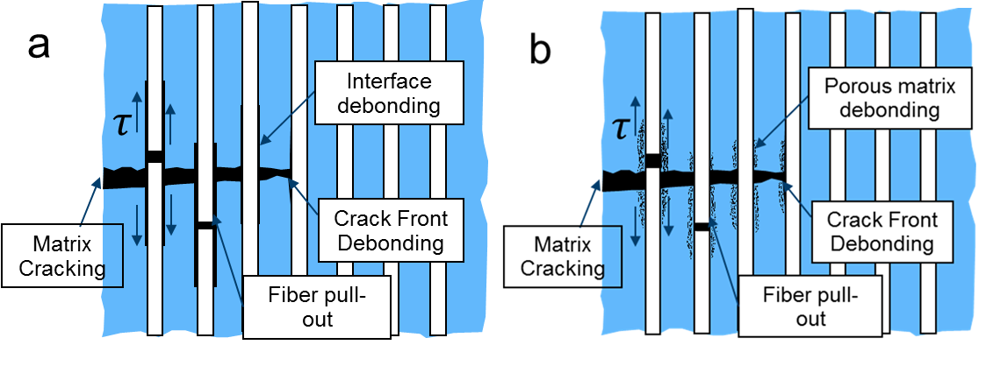 a
τ
Interface
debonding
Crack Front
Debonding
Matrix
Cracking
Fiber pull-
out
b
τ
Porous matrix
debonding
Crack Front
Debonding
Matrix
Cracking
Fiber pull-
out